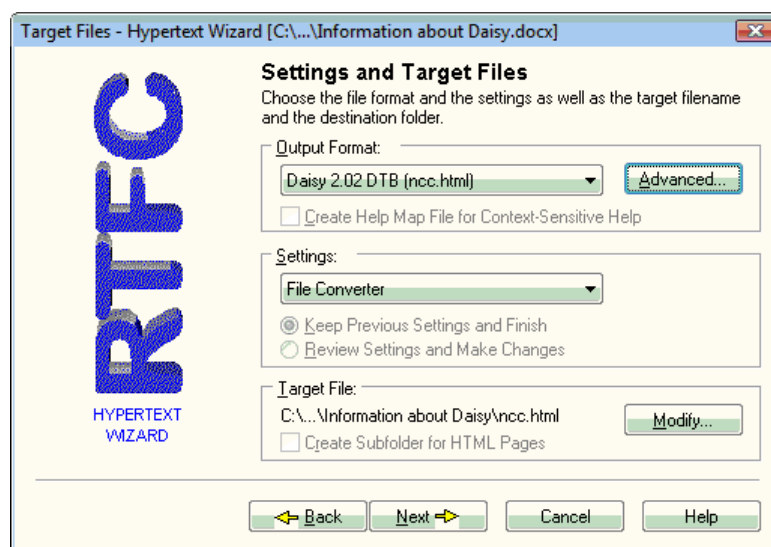 Target Files - Hypertext Wizard [C:\...\Information about Daisy.docx]
RTFC
HYPERTEXT
WIZARD
Settings and Target Files
Choose the file format and the settings as well as the target filename
and the destination folder.
Output Format:
Daisy 2.02 DTB (ncc.html)
Advanced...
Create Help Map File for Context-Sensitive Help
Settings:
File Converter
Keep Previous Settings and Finish
Review Settings and Make Changes
Target File:
C:\...\Information about Daisy\ncc.html
Modify...
Create Subfolder for HTML Pages
Back
Next
Cancel
Help